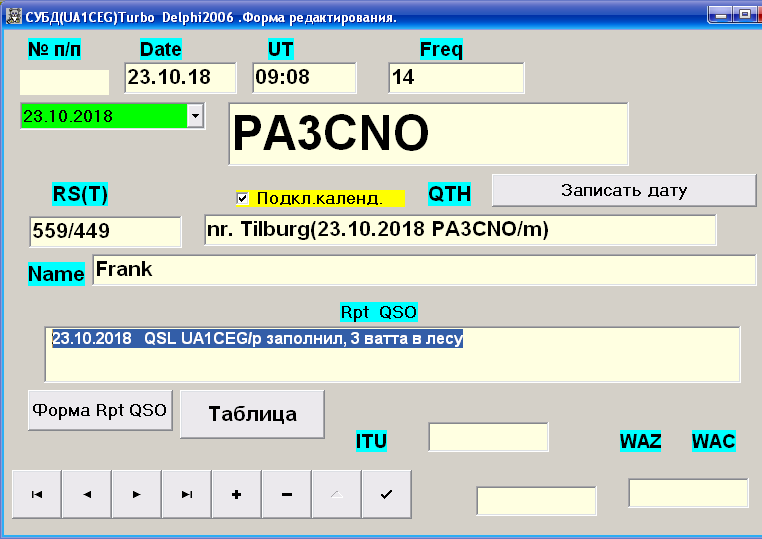 СУБД(UA1CEG)Turbo Delphi2006 .Форма редактирования.
№ п/п Date UT Freq
23.10.18 09:08 14
23.10.2018
PA3CNO
RS(T) Подкл.календ. QTH Записать дату
559/449 nr. Tilburg(23.10.2018 PA3CNO/m)
Name Frank
Rpt QSO
23.10.2018 QSL UA1CEG/p заполнил, 3 ватта в лесу
Форма Rpt QSO Таблица
ITU WAZ WAC